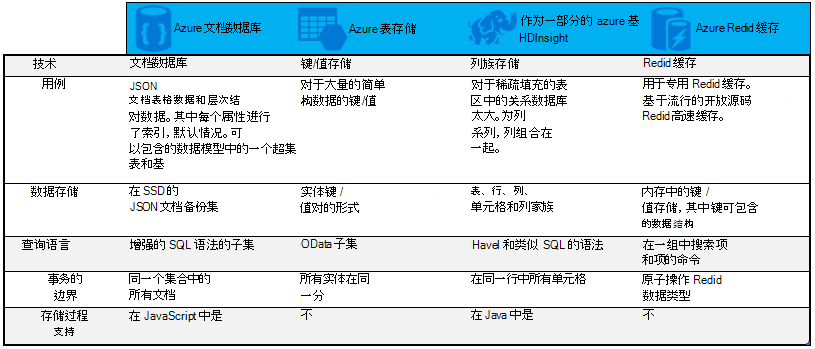 Azure 文档数据库
Azure 表存储
作为一部分的 azure 基
HDInsight
Azure Redid 缓存
技术
文档数据库
键/值存储
列族存储
Redid 缓存
用例
JSON
文档表格数据和层次结
对数据。其中每个属性进行
了索引，默认情况。可
以包含的数据模型中的一个超集
表和基
对于大量的简单
构数据的键/值
对于稀疏填充的表
区中的关系数据库
太大。为列
系列，列组合在
一起。
用于专用 Redid 缓存。
基于流行的开放源码
Redid 高速缓存。
数据存储
在 SSD 的
JSON 文档备份集
实体键 /
值对的形式
表、行、列、
单元格和列家族
内存中的键 /
值存储，其中键可包含
的数据结构
查询语言
增强的 SQL 语法的子集
OData 子集
Havel 和类似 SQL 的语法
在一组中搜索项
和项的命令
事务的
边界
同一个集合中的
所有文档
所有实体在同
一分
在同一行中所有单元格
原子操作 Redid
数据类型
存储过程
支持
在 JavaScript 中是
不
在 Java 中是
不